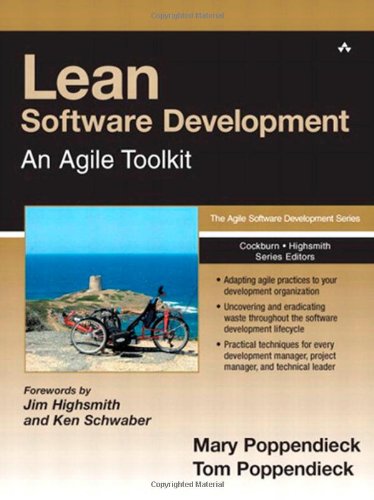 Lean
Software Development
An Agile Toolkit
The Agile Software Development Series
Cockburn • Highsmith
Series Editors
• Adapting agile practices to your
development organization
• Uncovering and eradicating
waste throughout the software
development lifecycle
• Practical techniques for every
development manager, project
manager, and technical leader
Forewords by
Jim Highsmith
and Ken Schwaber
Mary Poppendieck
Tom Poppendieck
Copyrighted Material